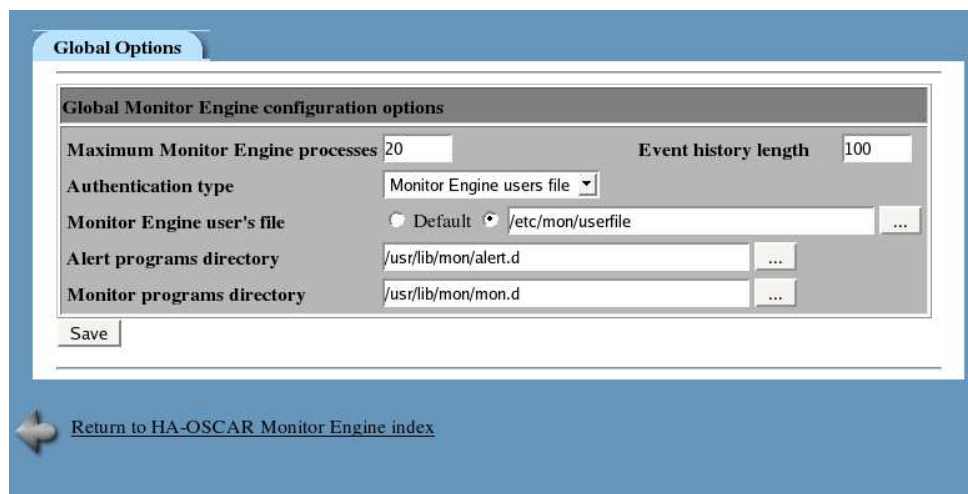 Global Options
Global Monitor Engine configuration options
Maximum Monitor Engine processes 20 Event history length 100
Authentication type Monitor Engine users file
Monitor Engine user's file Default /etc/mon/userfile ...
Alert programs directory /usr/lib/mon/alert.d ...
Monitor programs directory /usr/lib/mon/mon.d ...
Save
Return to HA-OSCAR Monitor Engine index